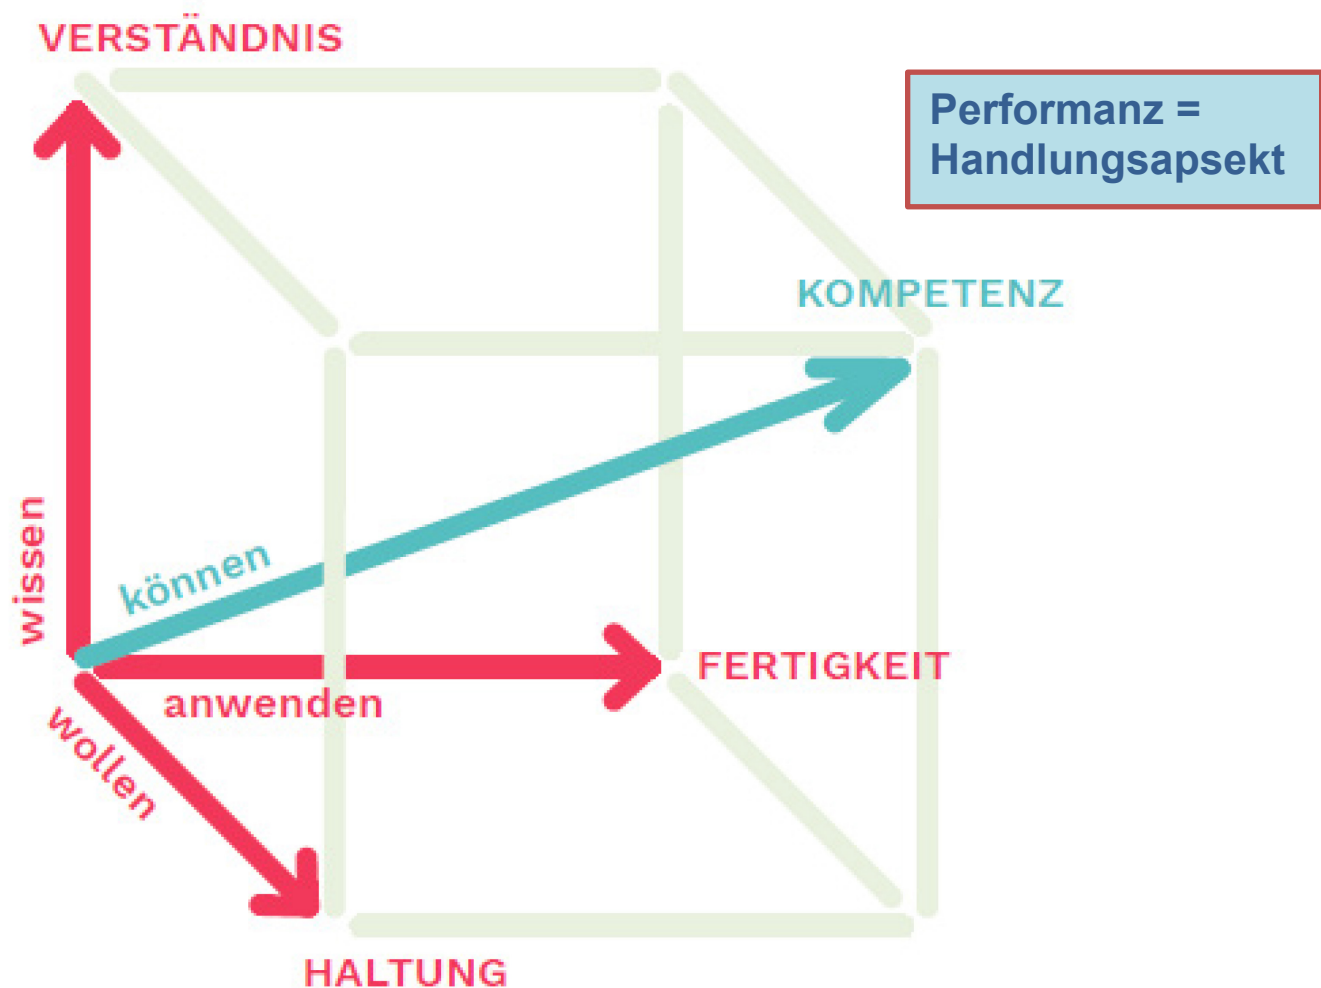 VERSTÄNDNIS
Performanz =
Handlungsapsekt
KOMPETENZ
wissen
können
FERTIGKEIT
anwenden
wollen
HALTUNG